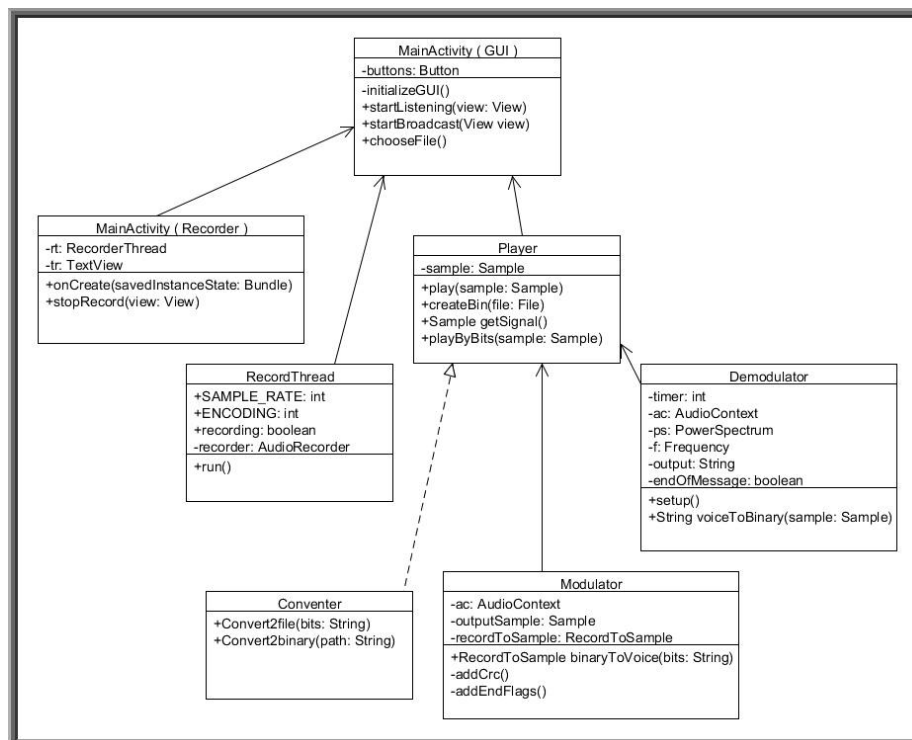 MainActivity ( GUI )
-buttons: Button
-initializeGUI()
+startListening(view: View)
+startBroadcast(View view)
+chooseFile()
MainActivity ( Recorder )
-rt: RecorderThread
-tr: TextView
+onCreate(savedInstanceState: Bundle)
+stopRecord(view: View)
Player
-sample: Sample
+play(sample: Sample)
+createBin(file: File)
+Sample getSignal()
+playByBits(sample: Sample)
RecordThread
+SAMPLE_RATE: int
+ENCODING: int
+recording: boolean
-recorder: AudioRecorder
+run()
Demodulator
-timer: int
-ac: AudioContext
-ps: PowerSpectrum
-f: Frequency
-output: String
-endOfMessage: boolean
+setup()
+String voiceToBinary(sample: Sample)
Conventer
+Convert2file(bits: String)
+Convert2binary(path: String)
Modulator
-ac: AudioContext
-outputSample: Sample
-recordToSample: RecordToSample
+RecordToSample binaryToVoice(bits: String)
-addCrc()
-addEndFlags()